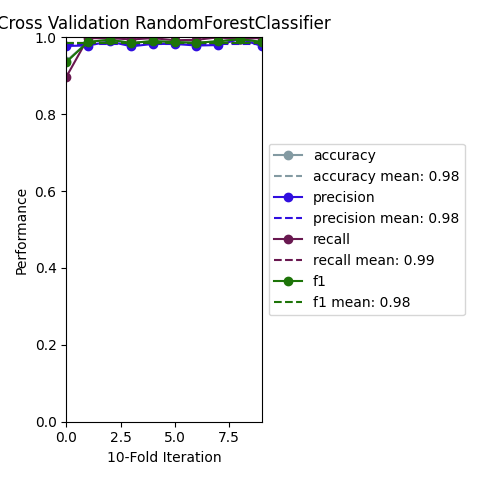 Cross Validation RandomForestClassifier
1.0
0.8
0.6
0.4
0.2
0.0
Performance
0.0 2.5 5.0 7.5
10-Fold Iteration
accuracy
accuracy mean: 0.98
precision
precision mean: 0.98
recall
recall mean: 0.99
f1
f1 mean: 0.98